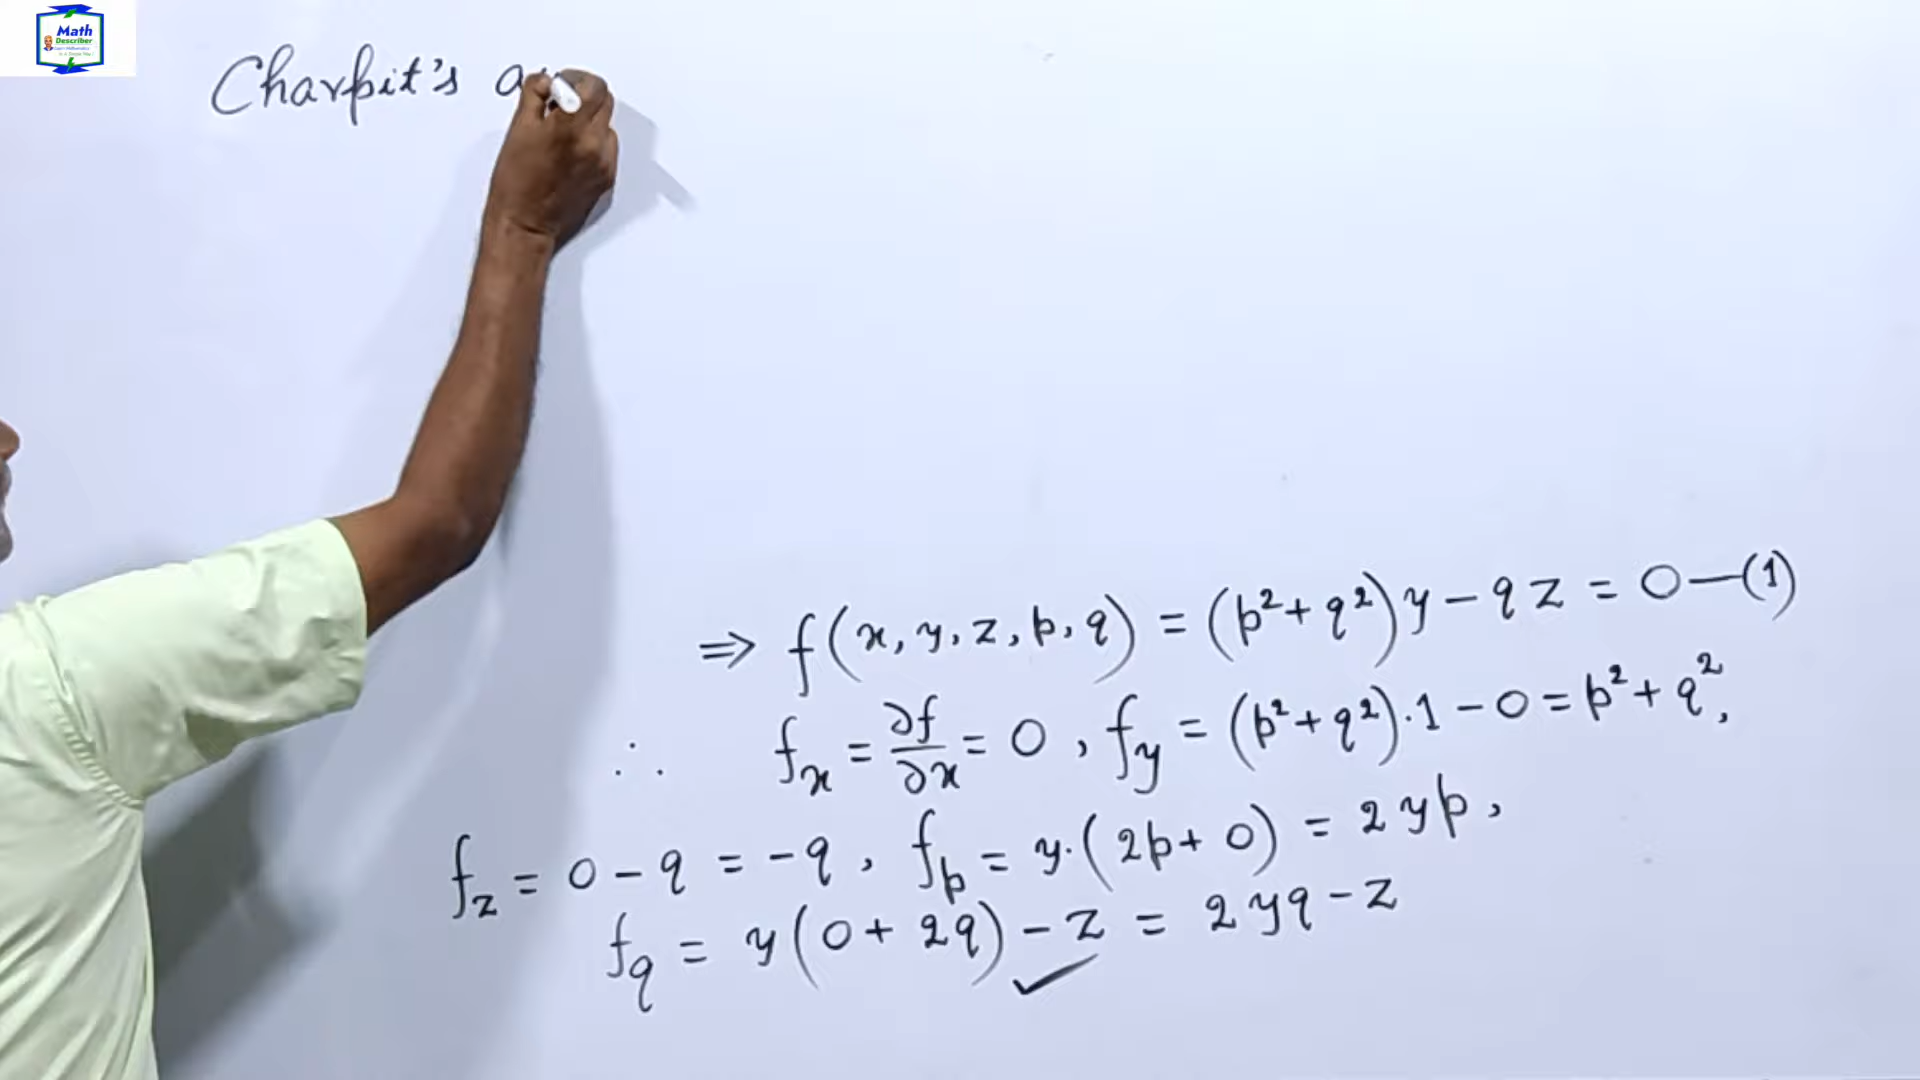 Math
Describer
Charpit's
⇒ f(x, y, z, p, q) = (p²+q²)y − qz = 0 —(1)
∴ fₓ = ∂f/∂x = 0, f_y = (p²+q²)·1 − 0 = p² + q²,
f_z = 0 − q = −q, f_p = y·(2p + 0) = 2yp,
f_q = y(0 + 2q) − z = 2yq − z